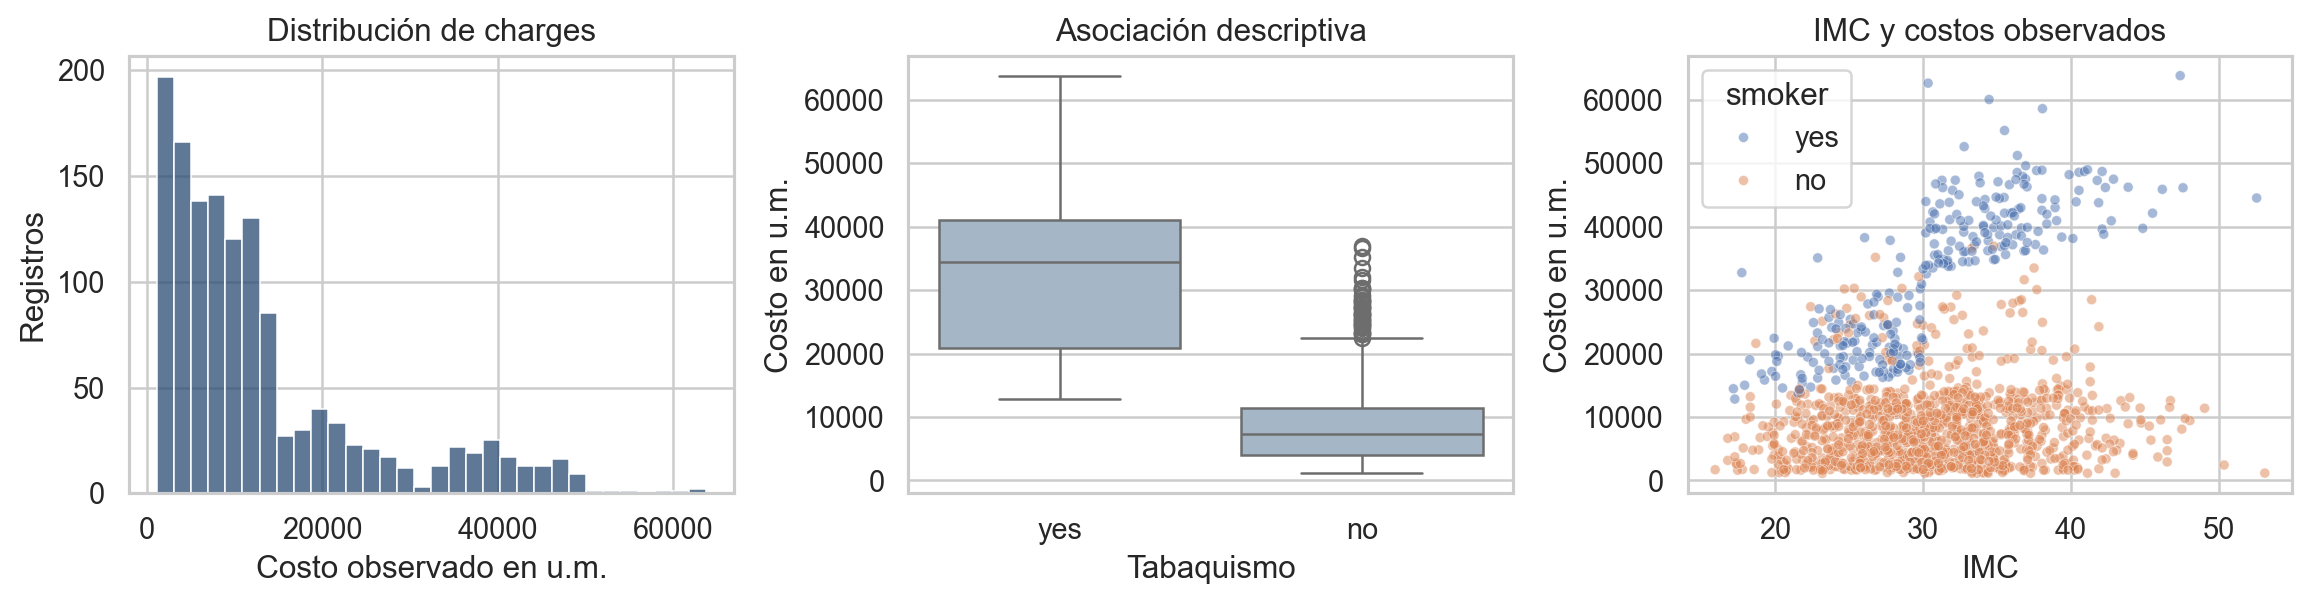 Distribución de charges
200
150
100
50
0
Registros
0 20000 40000 60000
Costo observado en u.m.
Asociación descriptiva
60000
50000
40000
30000
20000
10000
0
Costo en u.m.
yes no
Tabaquismo
IMC y costos observados
smoker
yes
no
60000
50000
40000
30000
20000
10000
0
Costo en u.m.
20 30 40 50
IMC